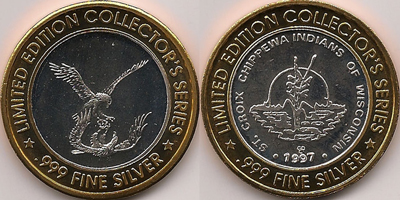 LIMITED EDITION COLLECTOR'S SERIES
.999 FINE SILVER
LIMITED EDITION COLLECTOR'S SERIES
ST. CROIX CHIPPEWA INDIANS OF WISCONSIN
1997
.999 FINE SILVER